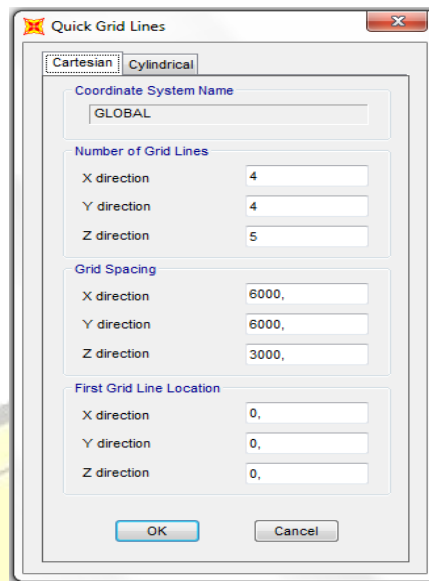 Quick Grid Lines
Cartesian Cylindrical
Coordinate System Name
GLOBAL
Number of Grid Lines
X direction 4
Y direction 4
Z direction 5
Grid Spacing
X direction 6000,
Y direction 6000,
Z direction 3000,
First Grid Line Location
X direction 0,
Y direction 0,
Z direction 0,
OK Cancel